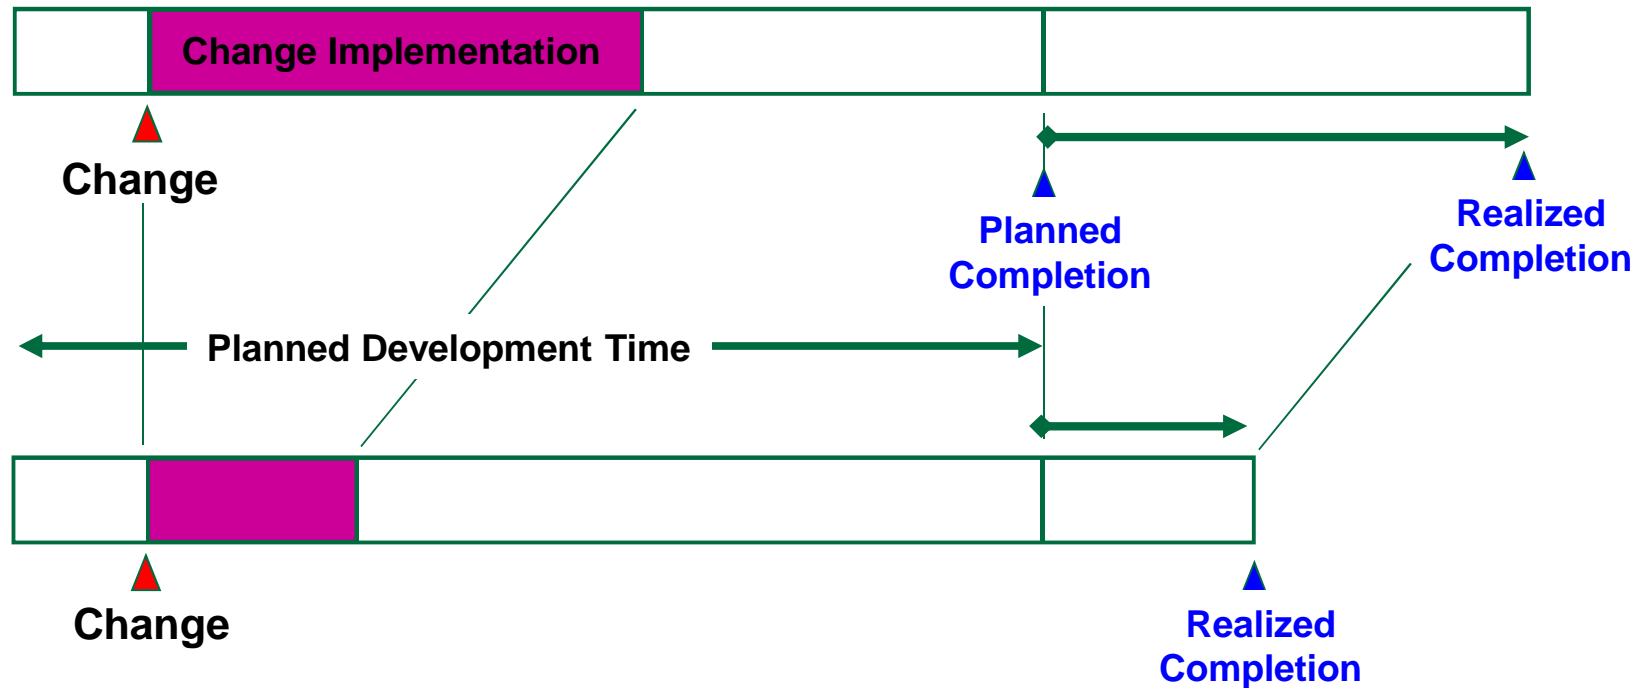 Change Implementation
Change
Planned
Completion
Realized
Completion
Planned Development Time
Change
Realized
Completion